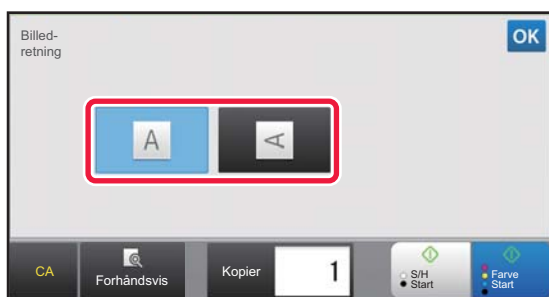 Billed-
retning
OK
A
A
CA
Forhåndsvis
Kopier
1
S/H
Start
Farve
Start